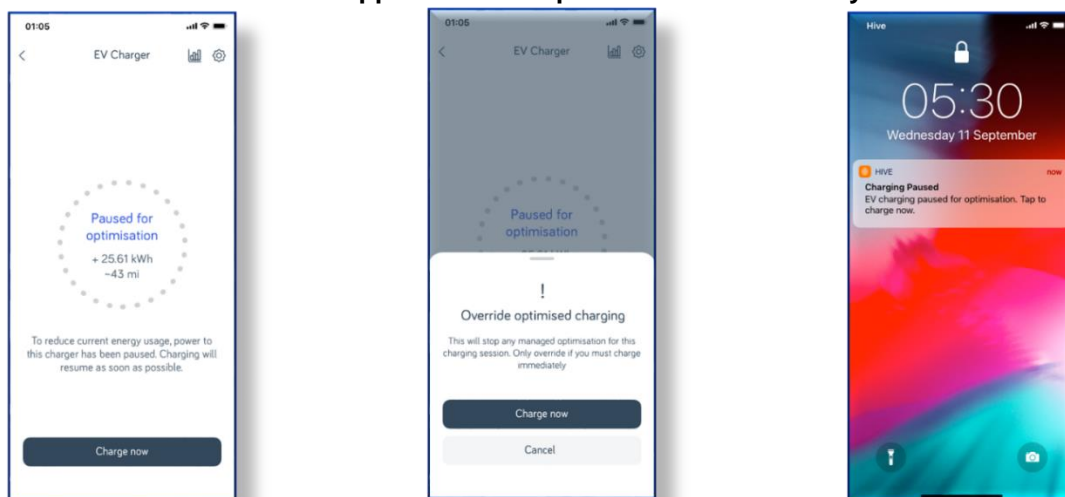 01:05
EV Charger
Paused for
optimisation
+ 25.61 kWh
~43 mi
To reduce current energy usage, power to
this charger has been paused. Charging will
resume as soon as possible.
Charge now
01:05
EV Charger
Paused for
optimisation
!
Override optimised charging
This will stop any managed optimisation for this
charging session. Only override if you must charge
immediately
Charge now
Cancel
Hive
05:30
Wednesday 11 September
HIVE
now
Charging Paused
EV charging paused for optimisation. Tap to
charge now.